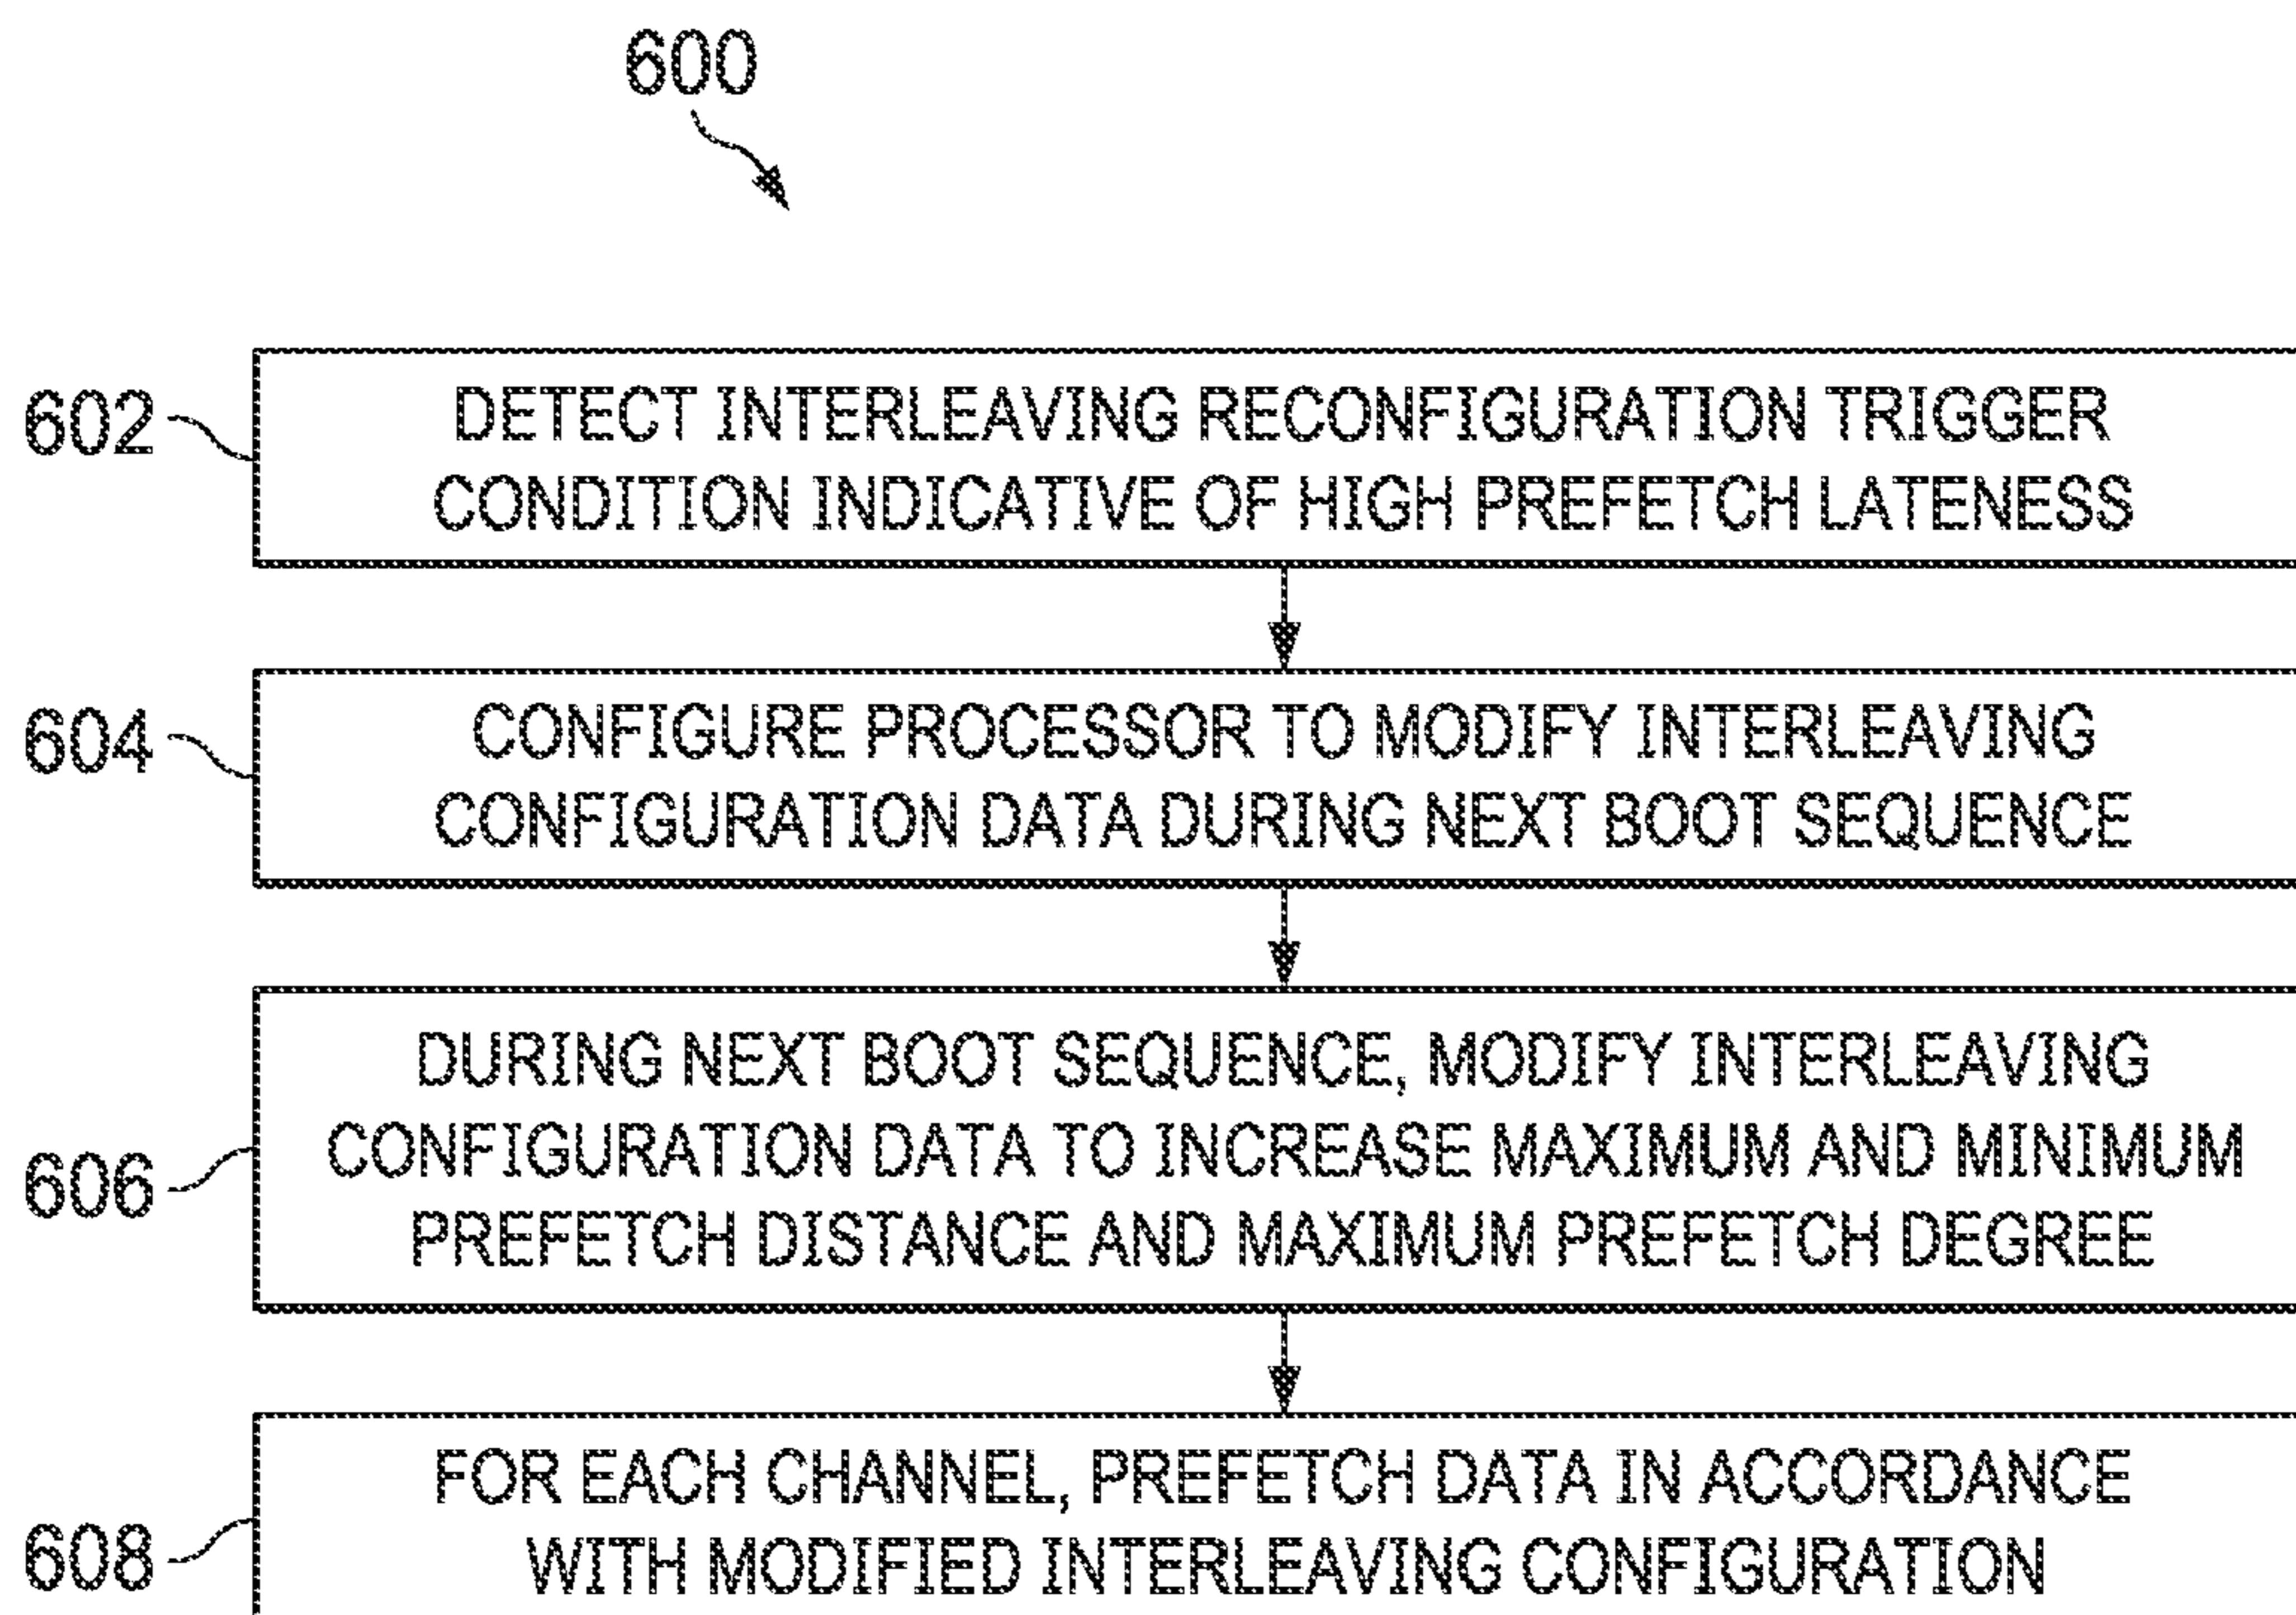 600
602
DETECT INTERLEAVING RECONFIGURATION TRIGGER
CONDITION INDICATIVE OF HIGH PREFETCH LATENESS
604
CONFIGURE PROCESSOR TO MODIFY INTERLEAVING
CONFIGURATION DATA DURING NEXT BOOT SEQUENCE
606
DURING NEXT BOOT SEQUENCE, MODIFY INTERLEAVING
CONFIGURATION DATA TO INCREASE MAXIMUM AND MINIMUM
PREFETCH DISTANCE AND MAXIMUM PREFETCH DEGREE
608
FOR EACH CHANNEL, PREFETCH DATA IN ACCORDANCE
WITH MODIFIED INTERLEAVING CONFIGURATION